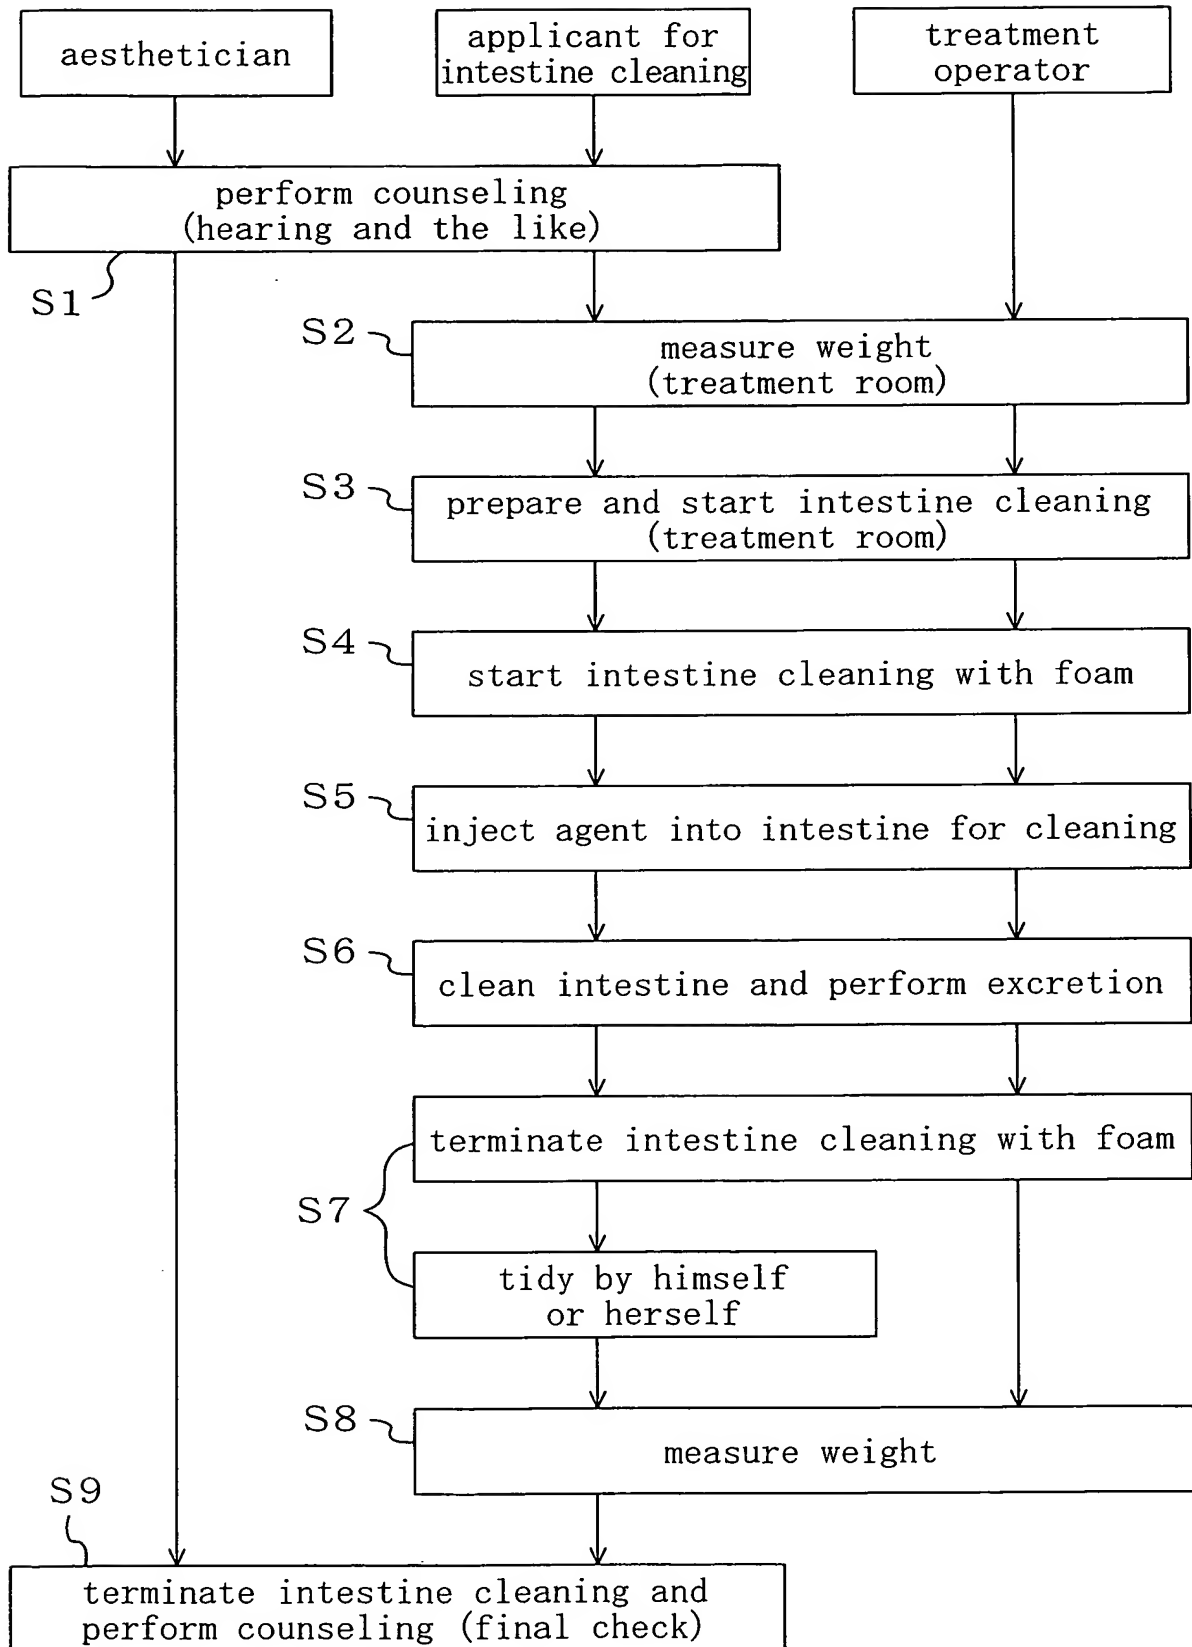 aesthetician
applicant for
intestine cleaning
treatment
operator
perform counseling
(hearing and the like)
S1
S2
measure weight
(treatment room)
S3
prepare and start intestine cleaning
(treatment room)
S4
start intestine cleaning with foam
S5
inject agent into intestine for cleaning
S6
clean intestine and perform excretion
terminate intestine cleaning with foam
S7
tidy by himself
or herself
S8
measure weight
S9
terminate intestine cleaning and
perform counseling (final check)